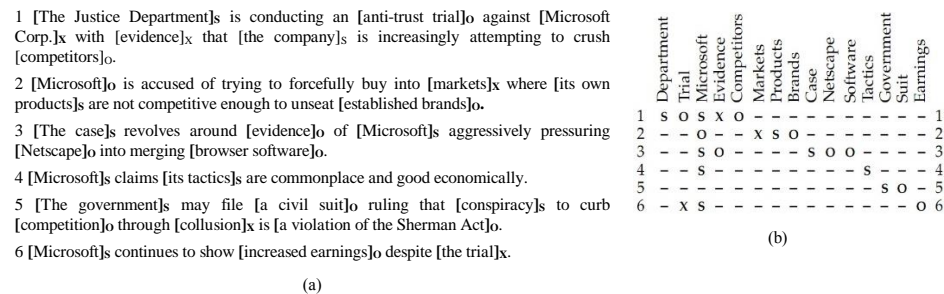 1 [The Justice Department]s is conducting an [anti-trust trial]o against [Microsoft
Corp.]x with [evidence]x that [the company]s is increasingly attempting to crush
[competitors]o.
2 [Microsoft]o is accused of trying to forcefully buy into [markets]x where [its own
products]s are not competitive enough to unseat [established brands]o.
3 [The case]s revolves around [evidence]o of [Microsoft]s aggressively pressuring
[Netscape]o into merging [browser software]o.
4 [Microsoft]s claims [its tactics]s are commonplace and good economically.
5 [The government]s may file [a civil suit]o ruling that [conspiracy]s to curb
[competition]o through [collusion]x is [a violation of the Sherman Act]o.
6 [Microsoft]s continues to show [increased earnings]o despite [the trial]x.
(a)
Department
Trial
Microsoft
Evidence
Competitors
Markets
Products
Brands
Case
Netscape
Software
Tactics
Government
Suit
Earnings
1 S O S X O – – – – – – – – – – 1
2 – – O – – X S O – – – – – – – 2
3 – – S O – – – – S O O – – – – 3
4 – – S – – – – – – – – S – – – 4
5 – – – – – – – – – – – – S O – 5
6 – X S – – – – – – – – – – – O 6
(b)